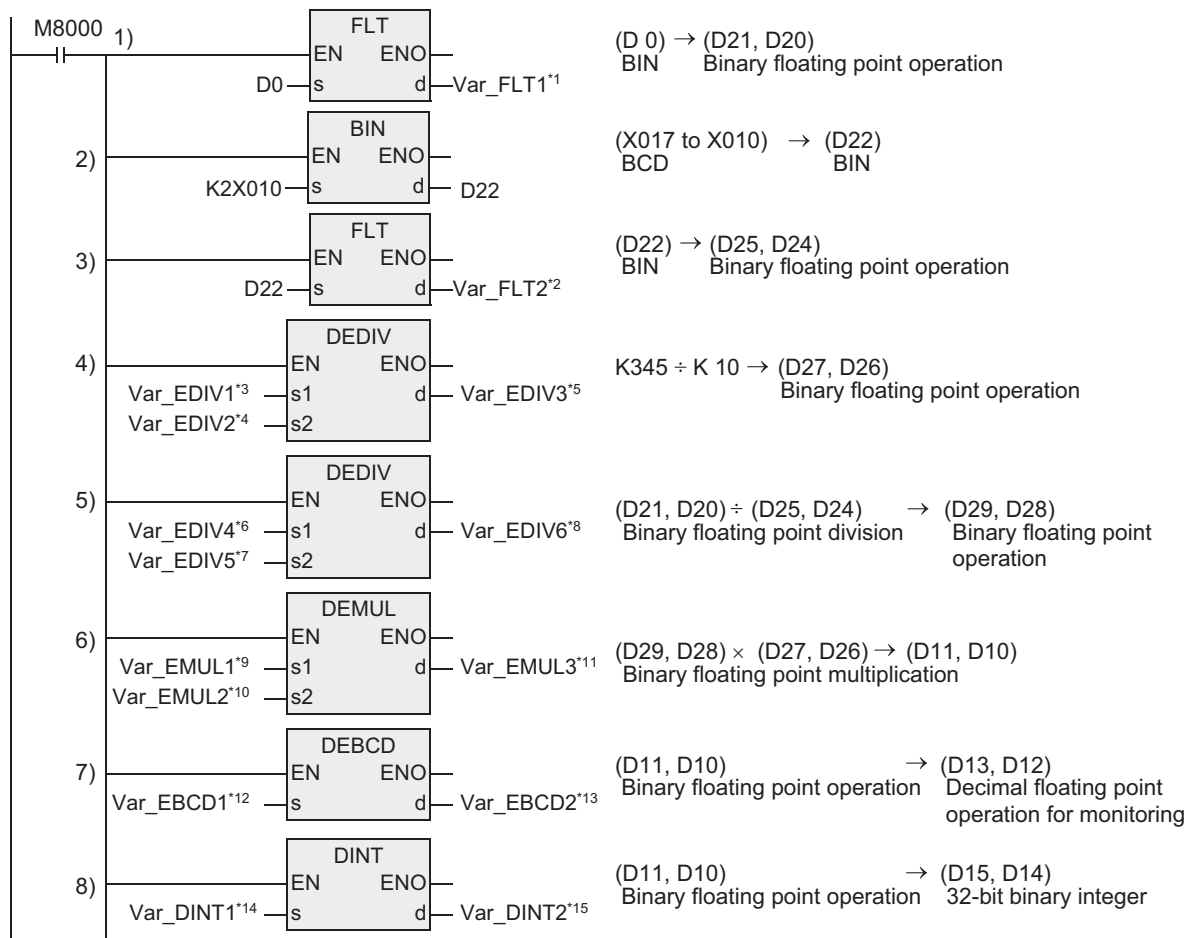 M8000 1)
FLT
EN ENO
D0 s d Var_FLT1*1
(D 0) → (D21, D20)
BIN Binary floating point operation
2)
BIN
EN ENO
K2X010 s d D22
(X017 to X010) → (D22)
BCD BIN
3)
FLT
EN ENO
D22 s d Var_FLT2*2
(D22) → (D25, D24)
BIN Binary floating point operation
4)
DEDIV
EN ENO
Var_EDIV1*3 s1 d Var_EDIV3*5
Var_EDIV2*4 s2
K345 ÷ K 10 → (D27, D26)
Binary floating point operation
5)
DEDIV
EN ENO
Var_EDIV4*6 s1 d Var_EDIV6*8
Var_EDIV5*7 s2
(D21, D20) ÷ (D25, D24) → (D29, D28)
Binary floating point division Binary floating point
operation
6)
DEMUL
EN ENO
Var_EMUL1*9 s1 d Var_EMUL3*11
Var_EMUL2*10 s2
(D29, D28) × (D27, D26) → (D11, D10)
Binary floating point multiplication
7)
DEBCD
EN ENO
Var_EBCD1*12 s d Var_EBCD2*13
(D11, D10) → (D13, D12)
Binary floating point operation Decimal floating point
operation for monitoring
8)
DINT
EN ENO
Var_DINT1*14 s d Var_DINT2*15
(D11, D10) → (D15, D14)
Binary floating point operation 32-bit binary integer